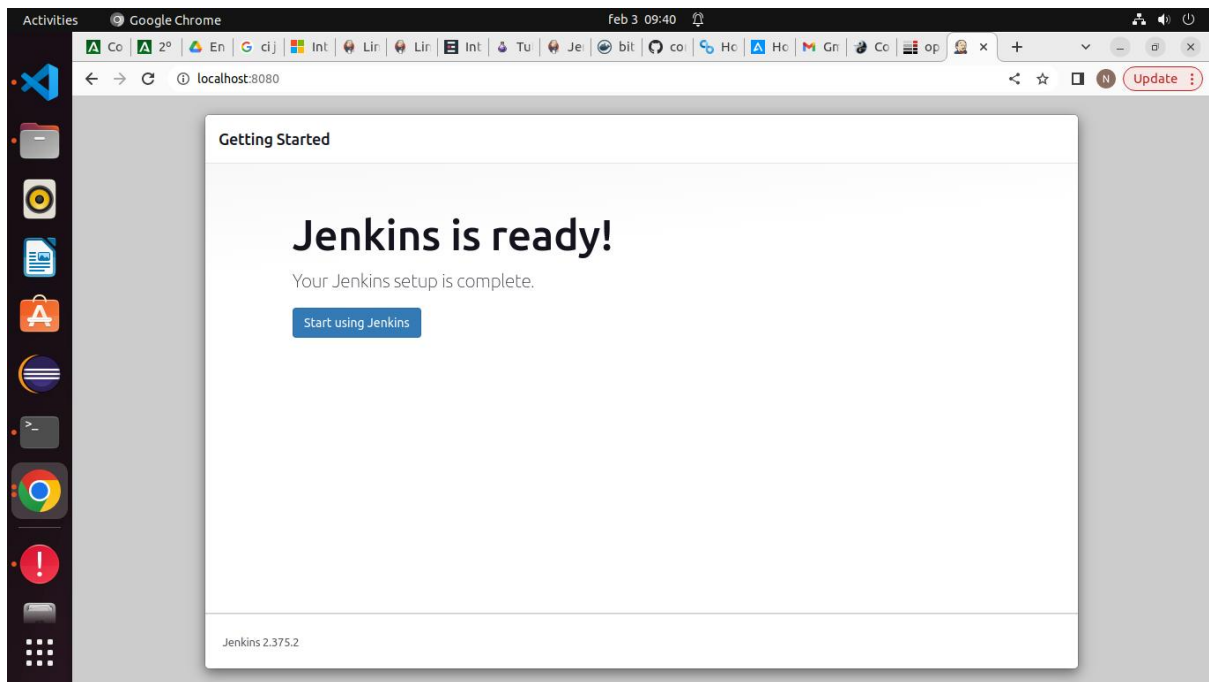 Activities Google Chrome feb 3 09:40
Co 2º En G cij Int Lin Lin Int Tu Je bit co Ho Ho Gm Co op
localhost:8080 N Update
Getting Started
Jenkins is ready!
Your Jenkins setup is complete.
Start using Jenkins
Jenkins 2.375.2